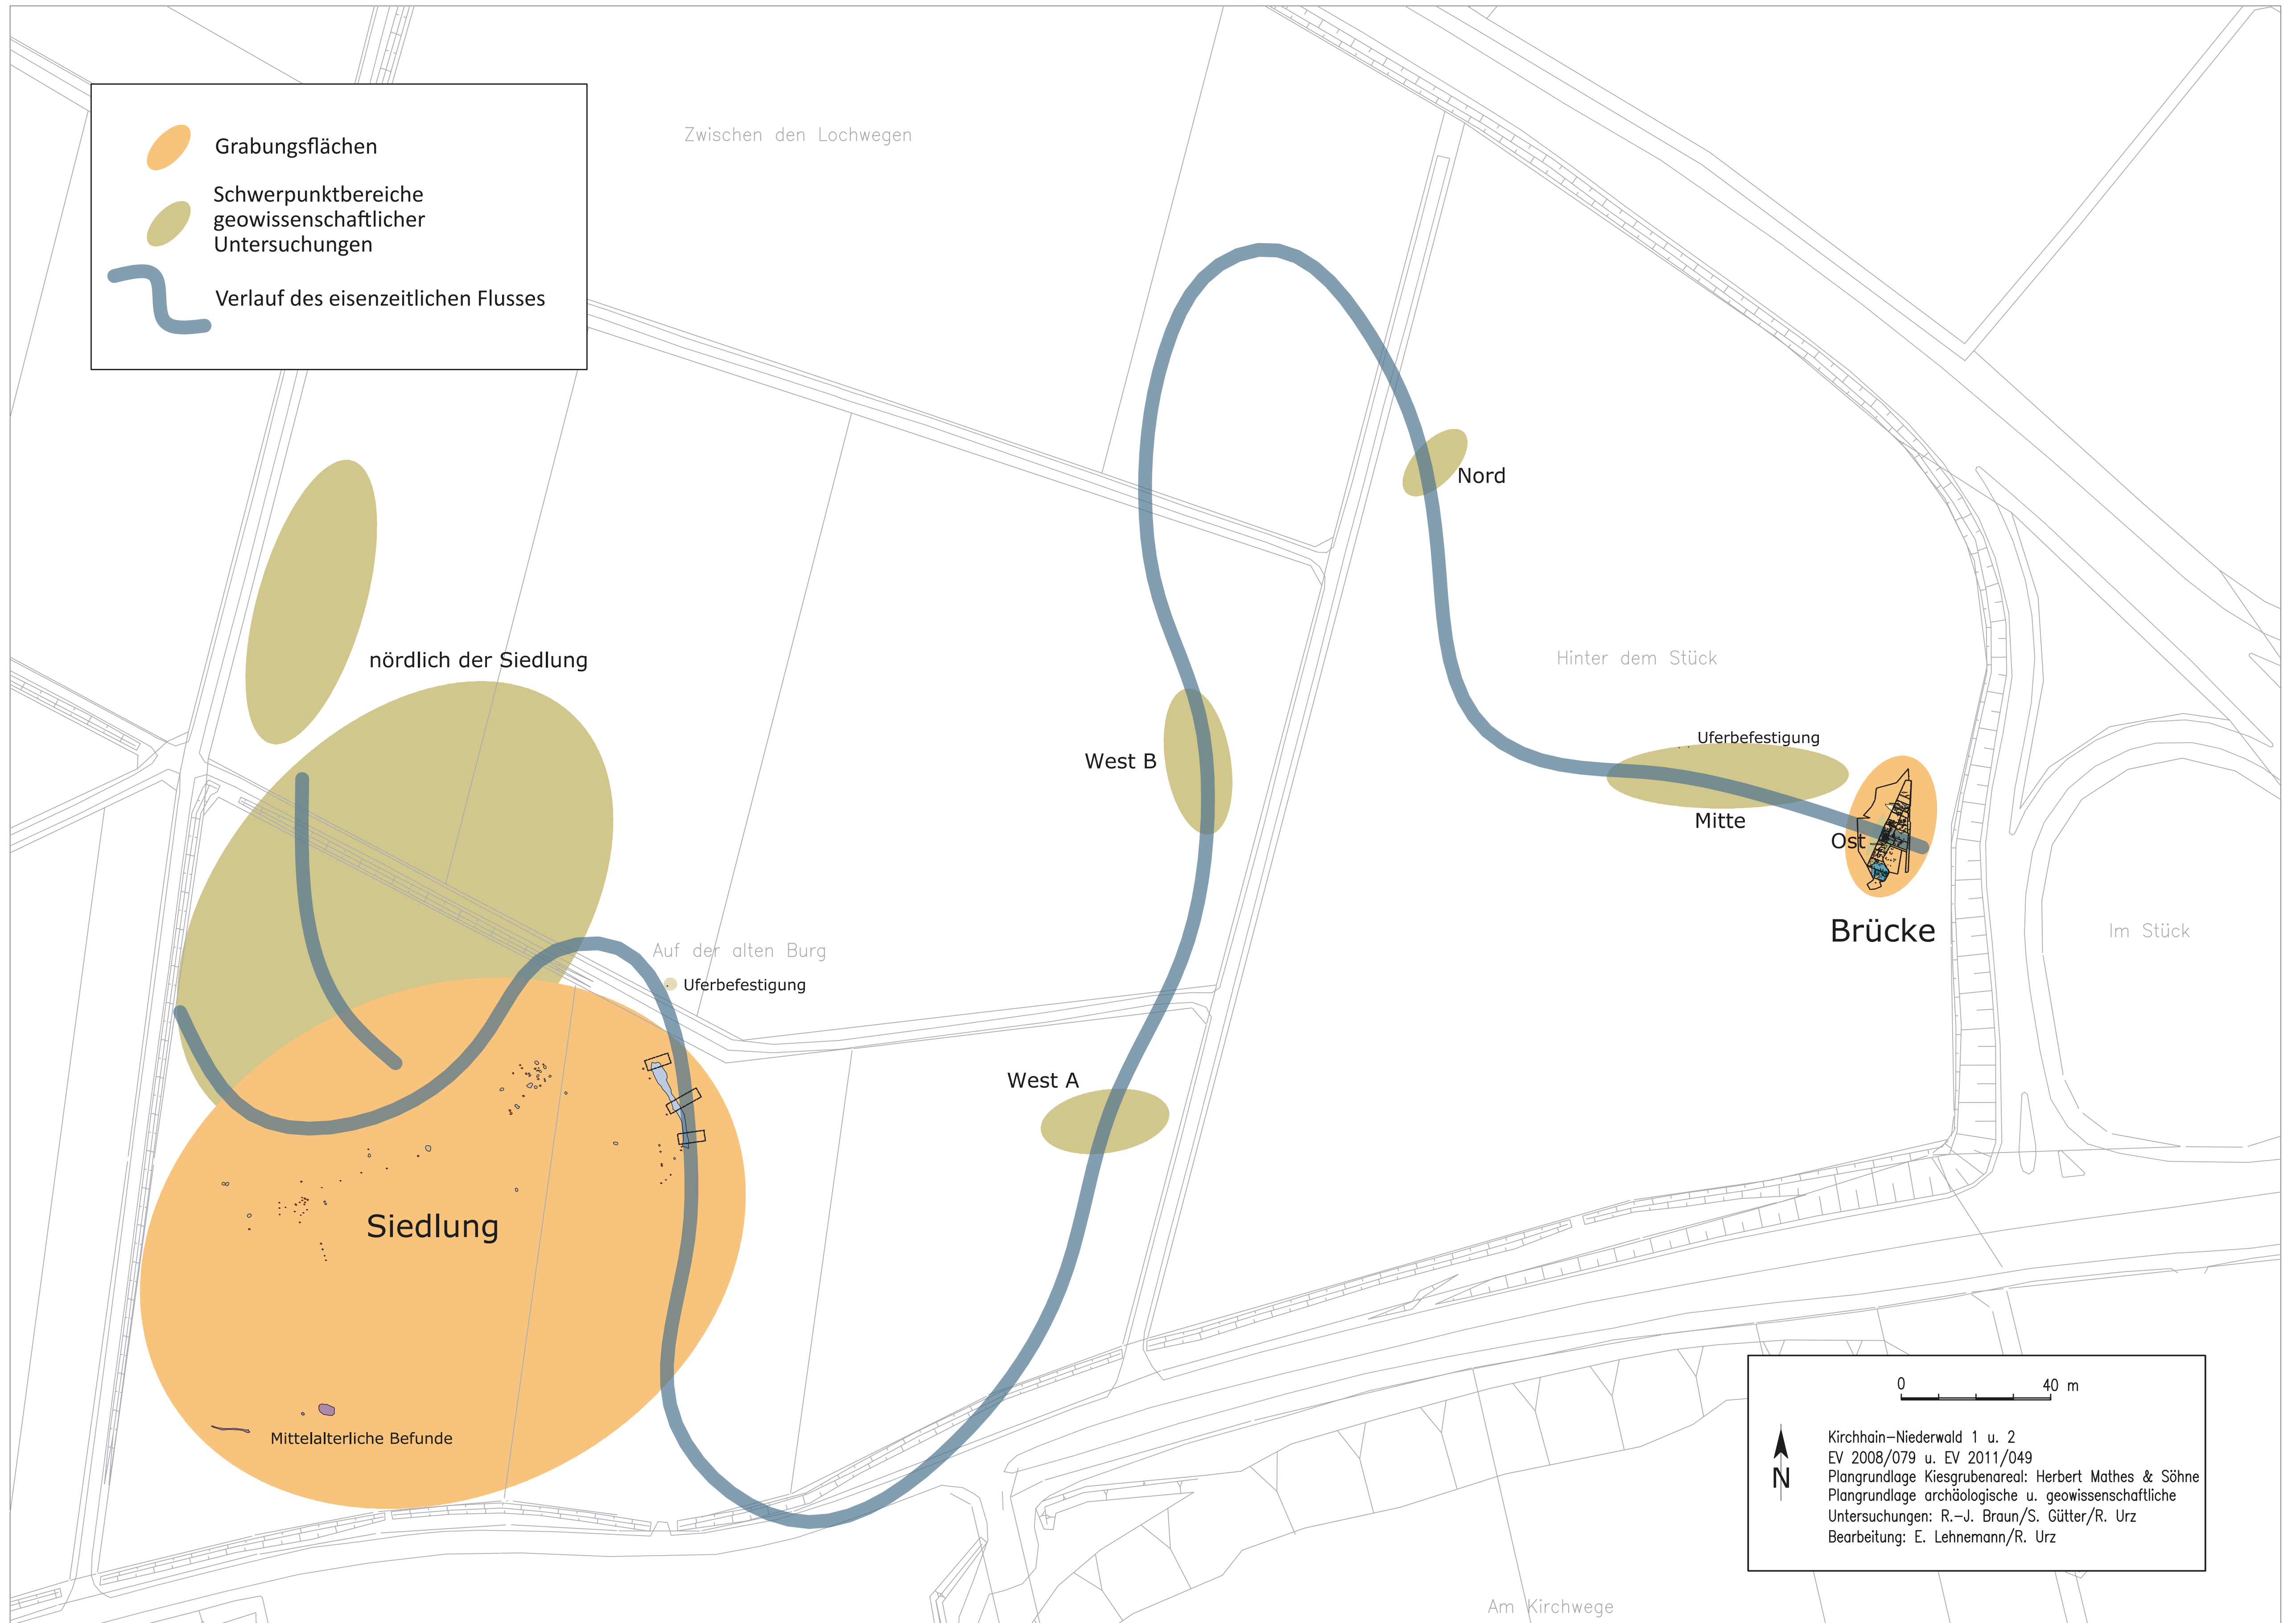 Zwischen den Lochwegen
Grabungsflächen
Schwerpunktbereiche
geowissenschaftlicher
Untersuchungen
Verlauf des eisenzeitlichen Flusses
Nord
nördlich der Siedlung
Hinter dem Stück
Uferbefestigung
West B
Mitte
Ost
Brücke
Im Stück
Auf der alten Burg
Uferbefestigung
West A
Siedlung
Mittelalterliche Befunde
0 40 m
N
Kirchhain-Niederwald 1 u. 2
EV 2008/079 u. EV 2011/049
Plangrundlage Kiesgrubenareal: Herbert Mathes & Söhne
Plangrundlage archäologische u. geowissenschaftliche
Untersuchungen: R.-J. Braun/S. Gütter/R. Urz
Bearbeitung: E. Lehnemann/R. Urz
Am Kirchwege